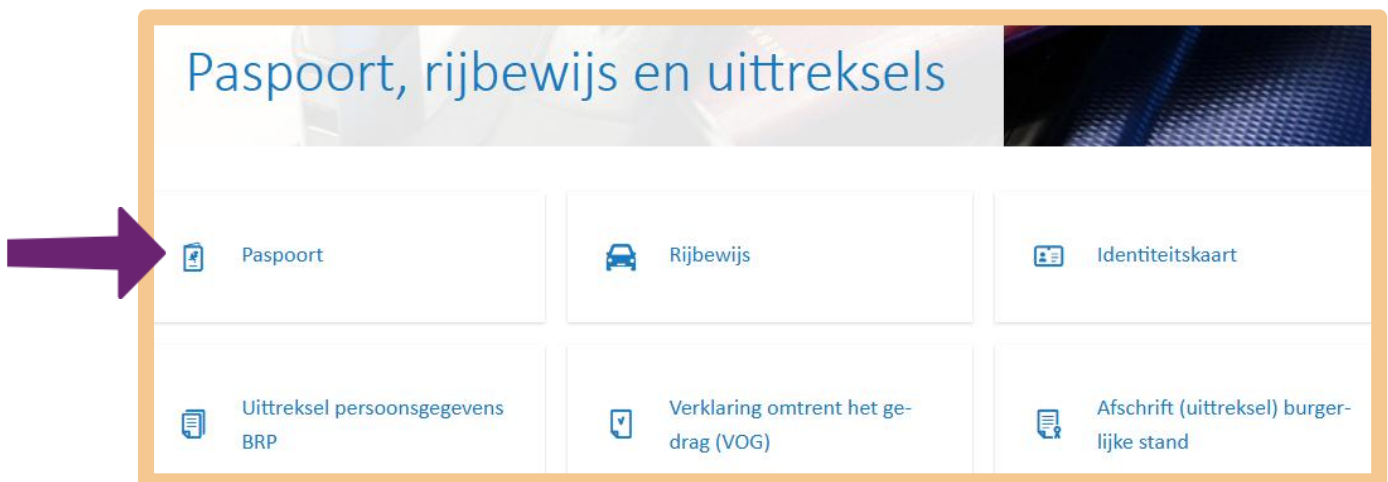 Paspoort, rijbewijs en uittreksels
Paspoort
Rijbewijs
Identiteitskaart
Uittreksel persoonsgegevens
BRP
Verklaring omtrent het ge-
drag (VOG)
Afschrift (uittreksel) burger-
lijke stand